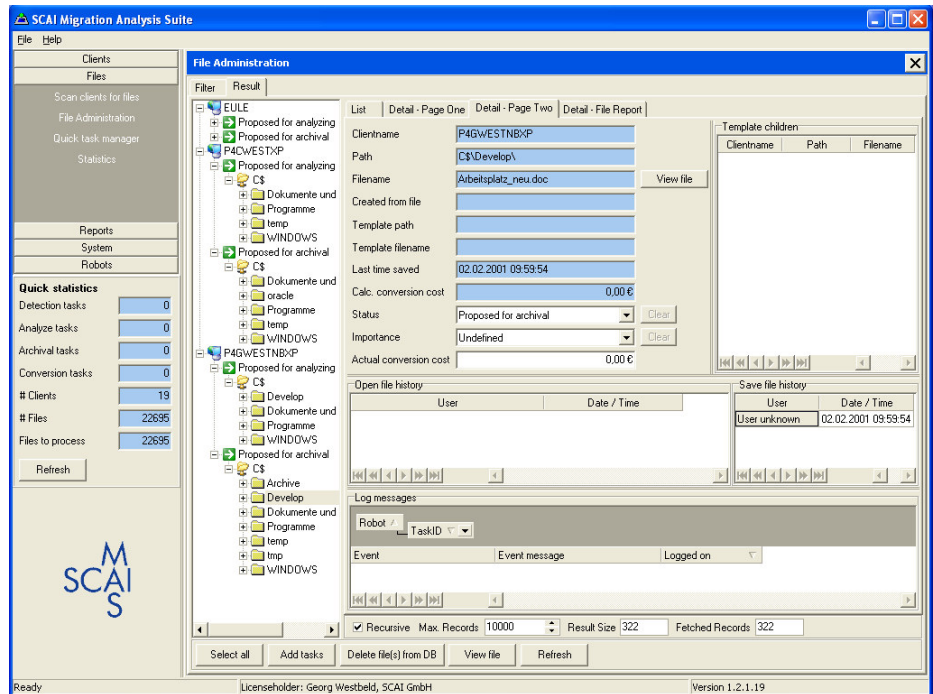 SCAI Migration Analysis Suite
File Help
Clients
Files
Scan clients for files
File Administration
Quick task manager
Statistics
Reports
System
Robots
Quick statistics
Detection tasks 0
Analyze tasks 0
Archival tasks 0
Conversion tasks 0
# Clients 19
# Files 22695
Files to process 22695
Refresh
M
SCAI
A
S
File Administration
Filter Result
EULE
Proposed for analyzing
Proposed for archival
P4CWESTXP
Proposed for analyzing
C$
Dokumente und
Programme
temp
WINDOWS
Proposed for archival
C$
Dokumente und
oracle
Programme
temp
WINDOWS
P4GWESTNBXP
Proposed for analyzing
C$
Develop
Dokumente und
Programme
WINDOWS
Proposed for archival
C$
Archive
Develop
Dokumente und
Programme
temp
tmp
WINDOWS
List Detail - Page One Detail - Page Two Detail - File Report
Clientname P4GWESTNBXP
Path C$\Develop\
Filename Arbeitsplatz_neu.doc View file
Created from file
Template path
Template filename
Last time saved 02.02.2001 09:59:54
Calc. conversion cost 0,00 €
Status Proposed for archival Clear
Importance Undefined Clear
Actual conversion cost 0,00 €
Template children
Clientname Path Filename
Open file history
User Date / Time
Save file history
User Date / Time
User unknown 02.02.2001 09:59:54
Log messages
Robot
TaskID
Event Event message Logged on
Recursive Max. Records 10000 Result Size 322 Fetched Records 322
Select all Add tasks Delete file(s) from DB View file Refresh
Ready Licenseholder: Georg Westbeld, SCAI GmbH Version 1.2.1.19